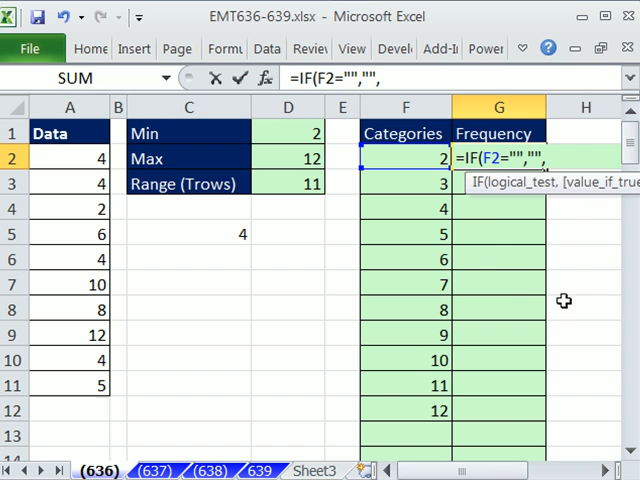 EMT636-639.xlsx - Microsoft Excel
File Home Insert Page Formu Data Reviev View Devel Add-I Power
SUM =IF(F2="","",
A B C D E F G H
1 Data Min 2 Categories Frequency
2 4 Max 12 2 =IF(F2="","",
3 4 Range (Trows) 11 3 IF(logical_test, [value_if_true
4 2 4
5 6 4 5
6 4 6
7 10 7
8 8 8
9 12 9
10 4 10
11 5 11
12 12
13
14
(636) (637) (638) 639 Sheet3